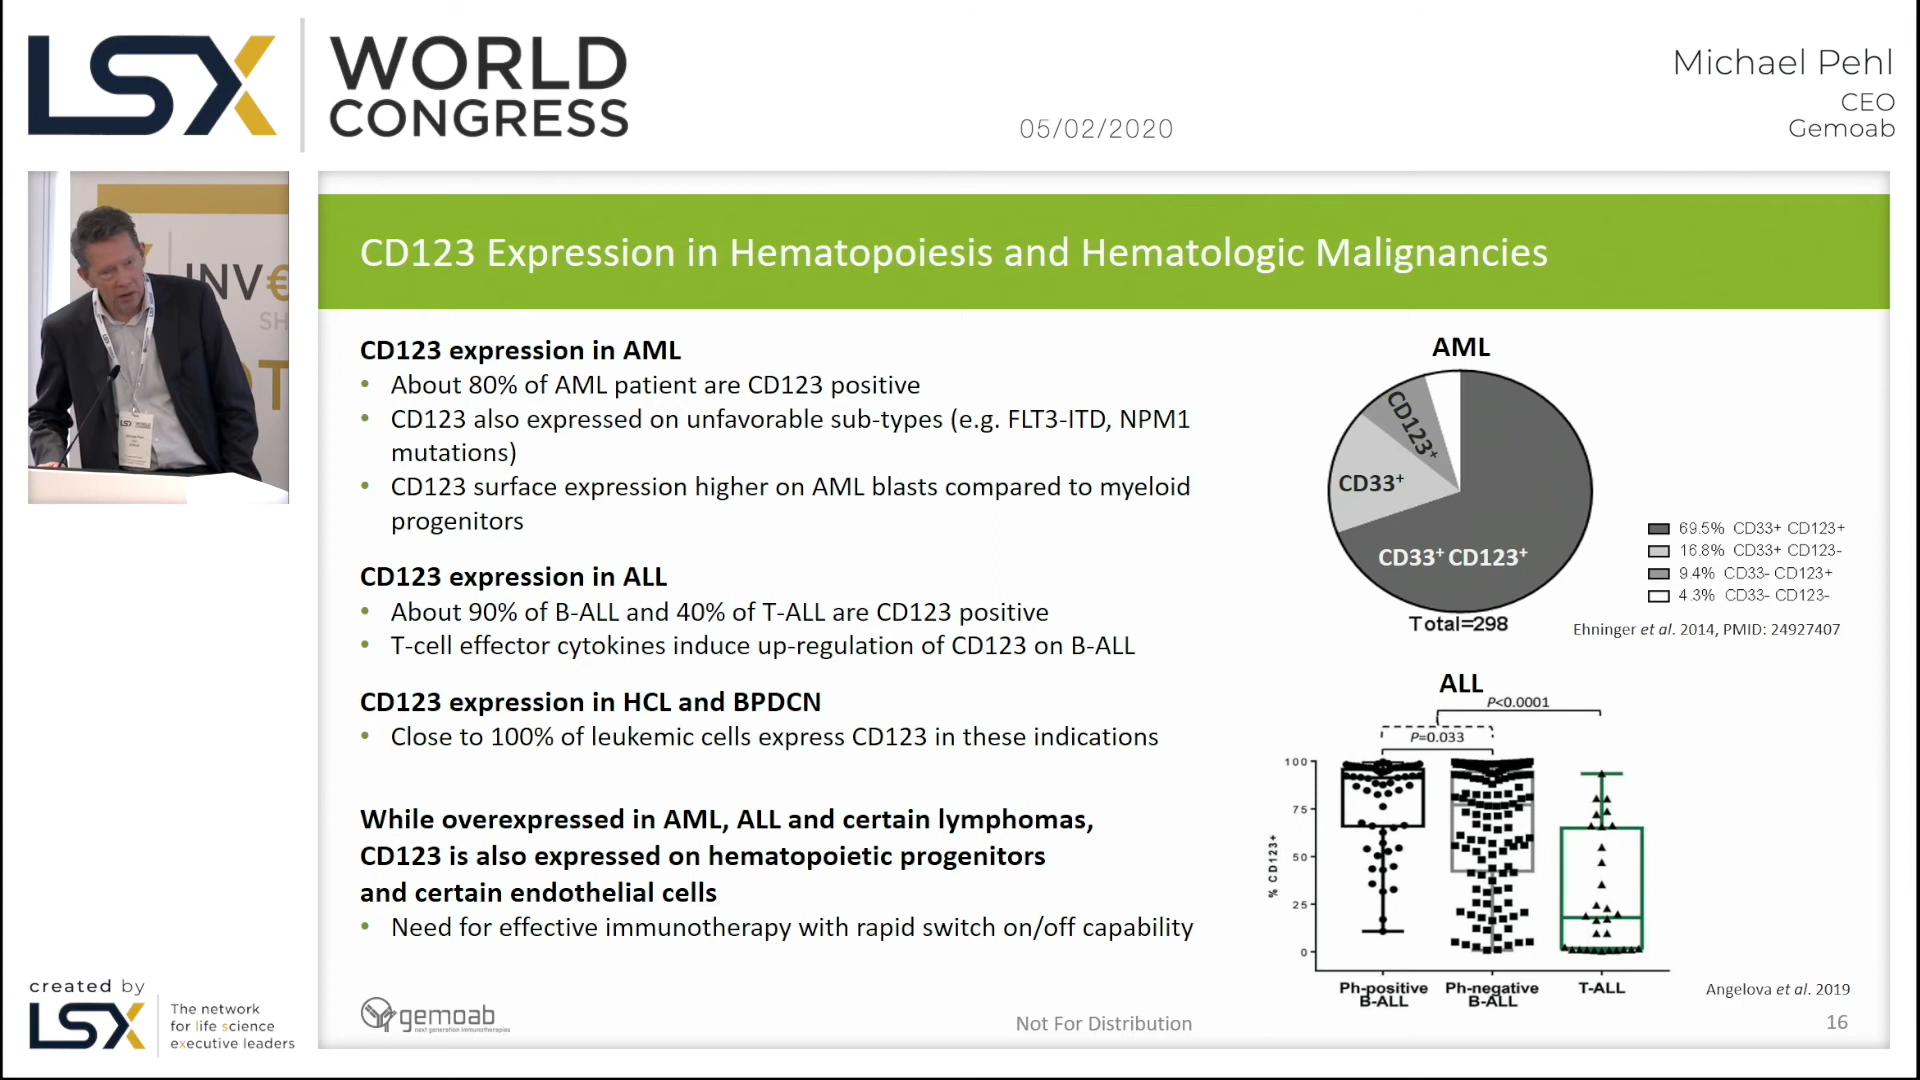 LSX
WORLD
CONGRESS
05/02/2020
Michael Pehl
CEO
Gemoab
INV€
SH
LSX
CD123 Expression in Hematopoiesis and Hematologic Malignancies
CD123 expression in AML
• About 80% of AML patient are CD123 positive
• CD123 also expressed on unfavorable sub-types (e.g. FLT3-ITD, NPM1
mutations)
• CD123 surface expression higher on AML blasts compared to myeloid
progenitors
CD123 expression in ALL
• About 90% of B-ALL and 40% of T-ALL are CD123 positive
• T-cell effector cytokines induce up-regulation of CD123 on B-ALL
CD123 expression in HCL and BPDCN
• Close to 100% of leukemic cells express CD123 in these indications
While overexpressed in AML, ALL and certain lymphomas,
CD123 is also expressed on hematopoietic progenitors
and certain endothelial cells
• Need for effective immunotherapy with rapid switch on/off capability
AML
CD123+
CD33+
CD33+ CD123+
Total=298
69.5% CD33+ CD123+
16.8% CD33+ CD123-
9.4% CD33- CD123+
4.3% CD33- CD123-
Ehninger et al. 2014, PMID: 24927407
ALL
P<0.0001
P=0.033
% CD123+
100
75
50
25
0
Ph-positive
B-ALL
Ph-negative
B-ALL
T-ALL
Angelova et al. 2019
gemoab
next generation immunotherapies
Not For Distribution
16
created by
LSX
The network
for life science
executive leaders